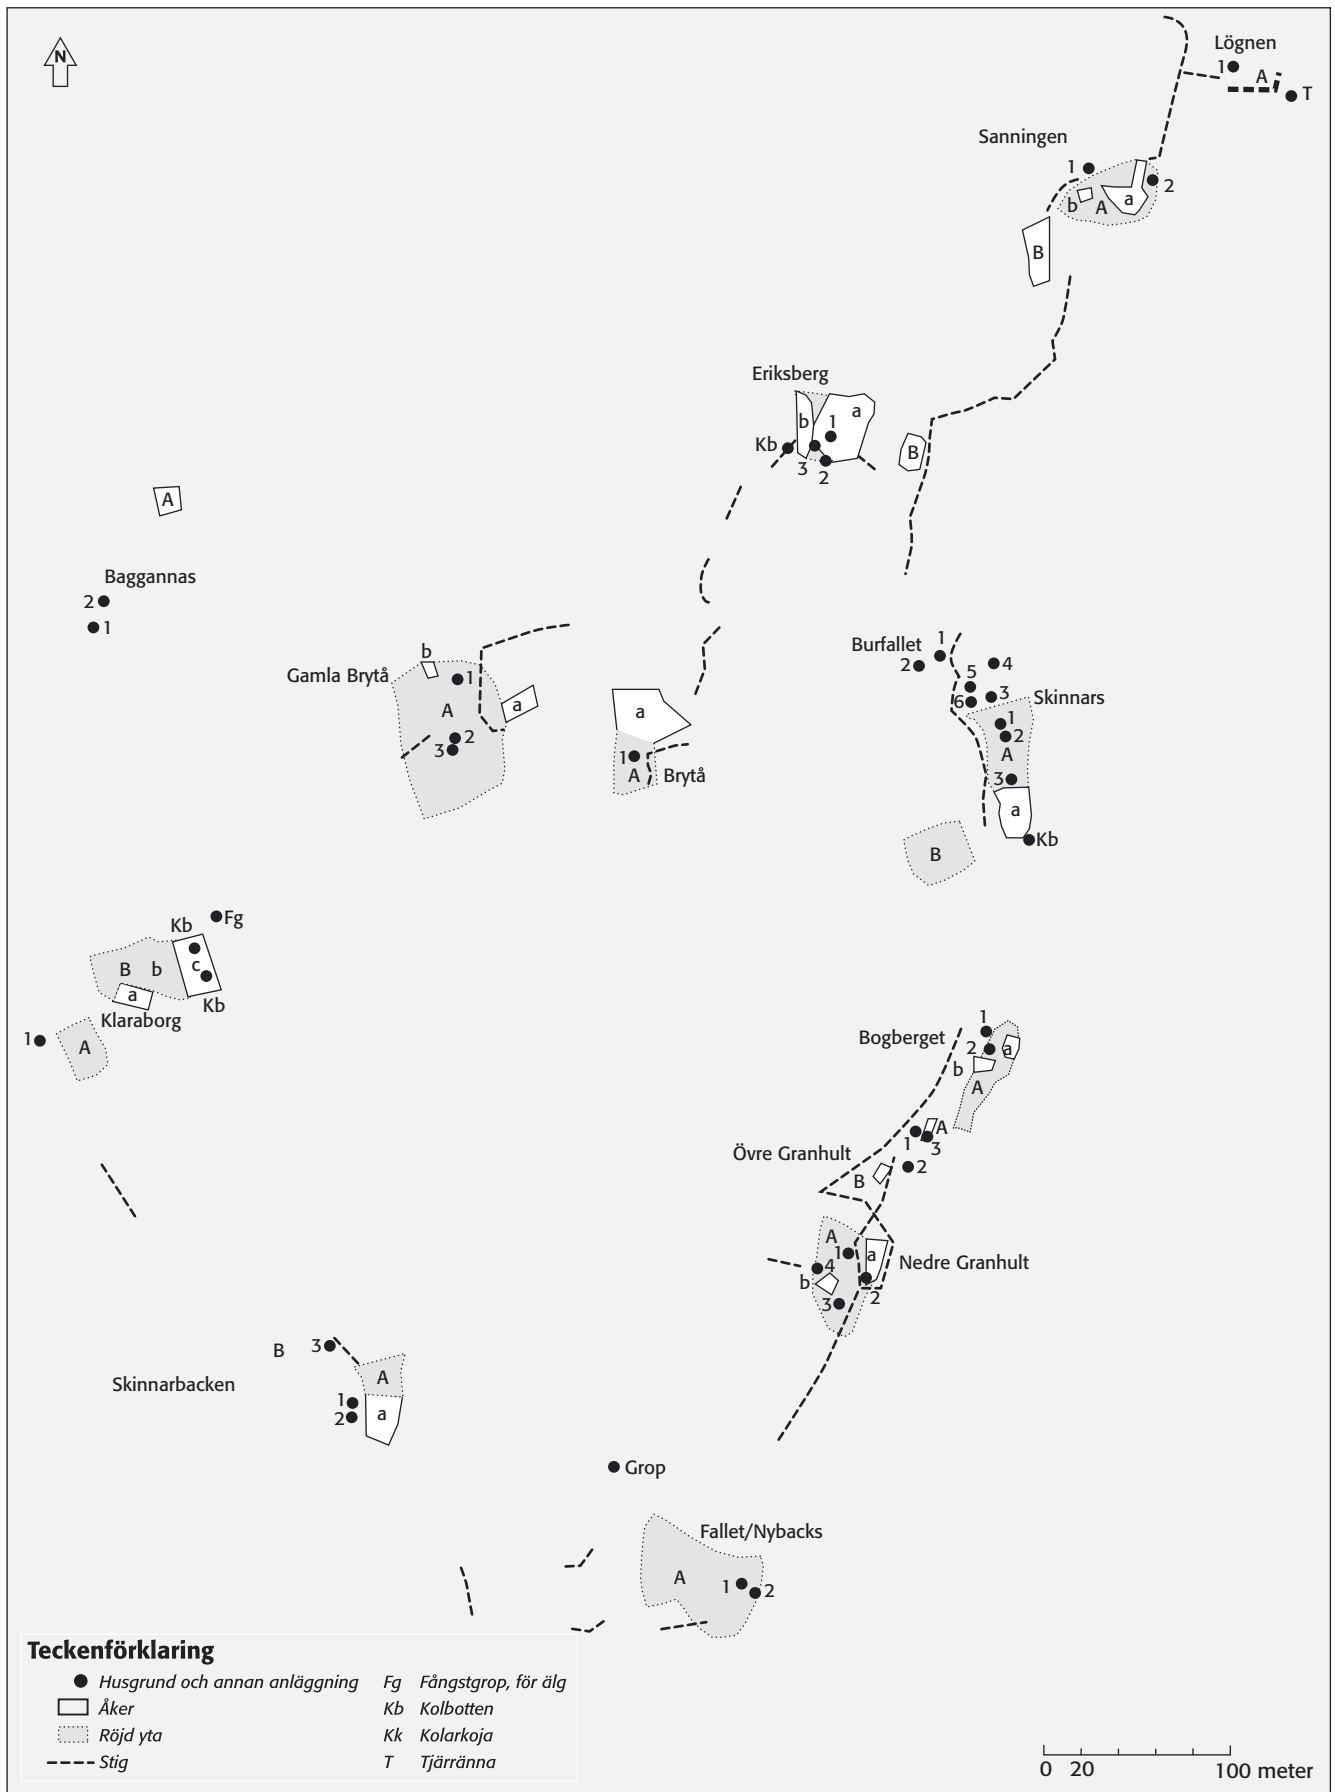 N
Lögnen
1
A
T
Sanningen
1
2
b
A
a
B
Eriksberg
b
1
a
Kb
3
2
B
A
Baggannas
2
1
Burfallet
1
2
4
5
3
6
Skinnars
1
2
A
3
a
Kb
B
Gamla Brytå
b
1
A
a
2
3
a
1
A
Brytå
Kb
Fg
B
b
c
a
Kb
Klaraborg
1
A
Bogberget
1
2
a
b
A
A
1
3
Övre Granhult
2
B
A
1
a
Nedre Granhult
4
b
2
3
B
3
Skinnarbacken
A
1
a
2
Grop
Fallet/Nybacks
A
1
2
Teckenförklaring
Husgrund och annan anläggning
Åker
Röjd yta
Stig
Fg Fångstgrop, för älg
Kb Kolbotten
Kk Kolarkoja
T Tjärränna
0 20 100 meter